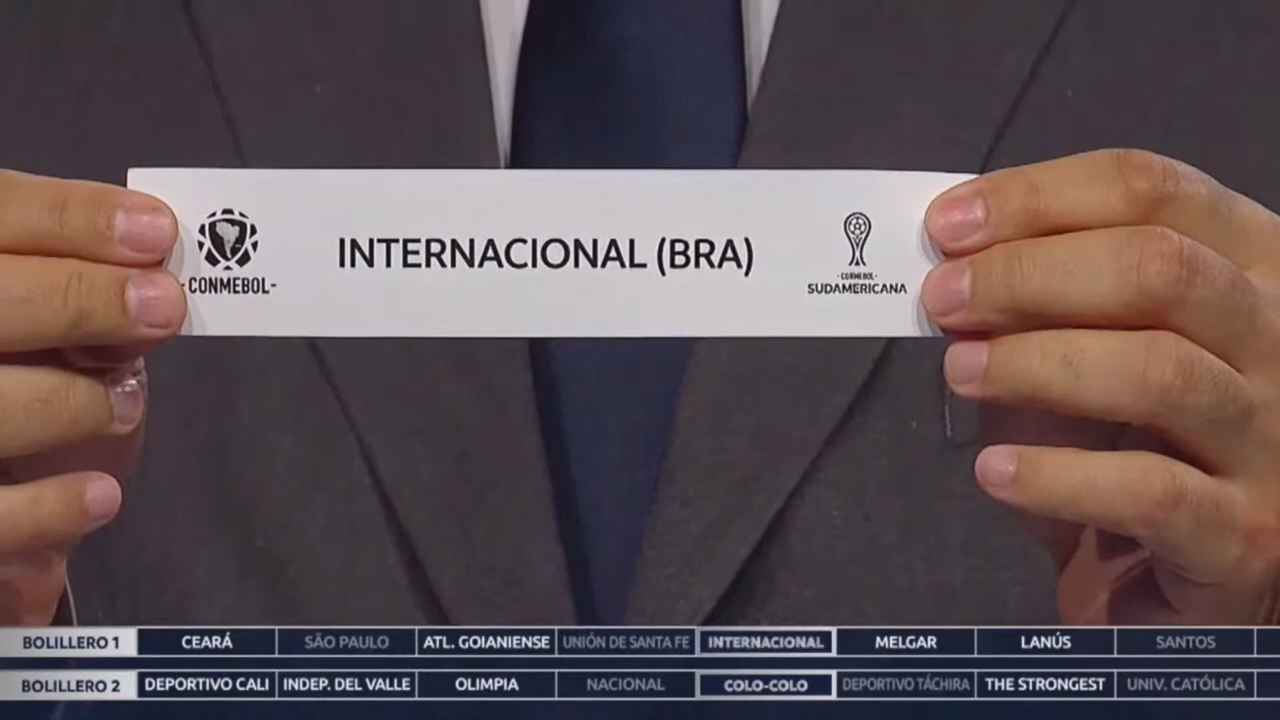 INTERNACIONAL (BRA)
-CONMEBOL-
·CONMEBOL·
SUDAMERICANA
BOLILLERO 1 CEARÁ SÃO PAULO ATL. GOIANIENSE UNIÓN DE SANTA FE INTERNACIONAL MELGAR LANÚS SANTOS
BOLILLERO 2 DEPORTIVO CALI INDEP. DEL VALLE OLIMPIA NACIONAL COLO-COLO DEPORTIVO TÁCHIRA THE STRONGEST UNIV. CATÓLICA